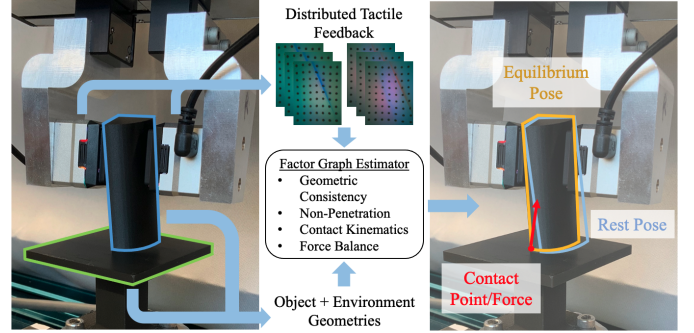 Distributed Tactile
Feedback
Factor Graph Estimator
• Geometric
Consistency
• Non-Penetration
• Contact Kinematics
• Force Balance
Object + Environment
Geometries
Equilibrium
Pose
Rest Pose
Contact
Point/Force